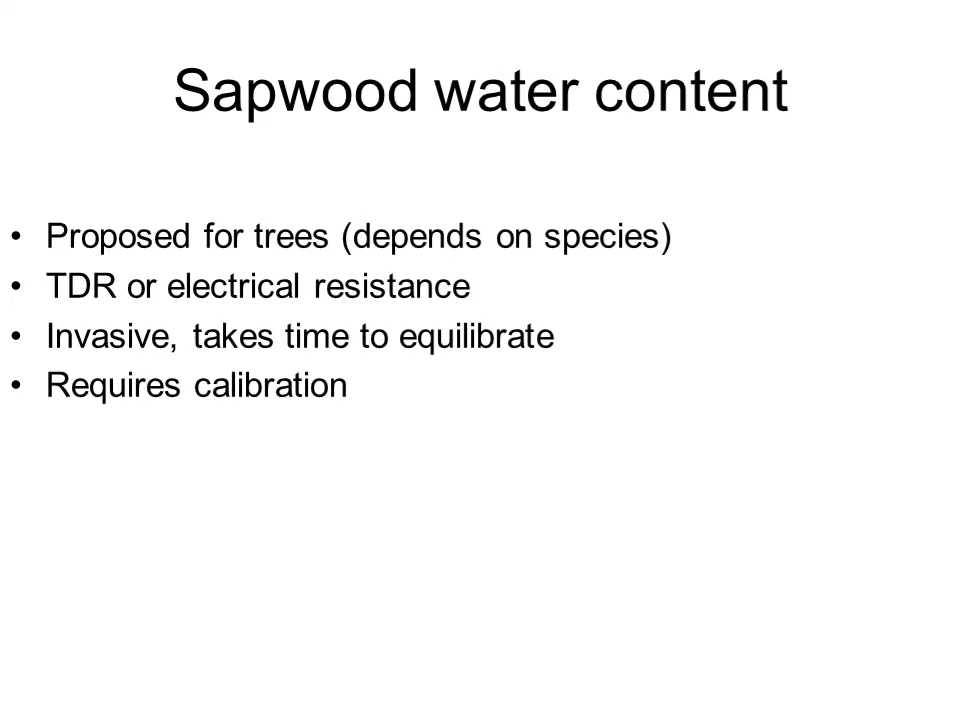 Sapwood water content
• Proposed for trees (depends on species)
• TDR or electrical resistance
• Invasive, takes time to equilibrate
• Requires calibration